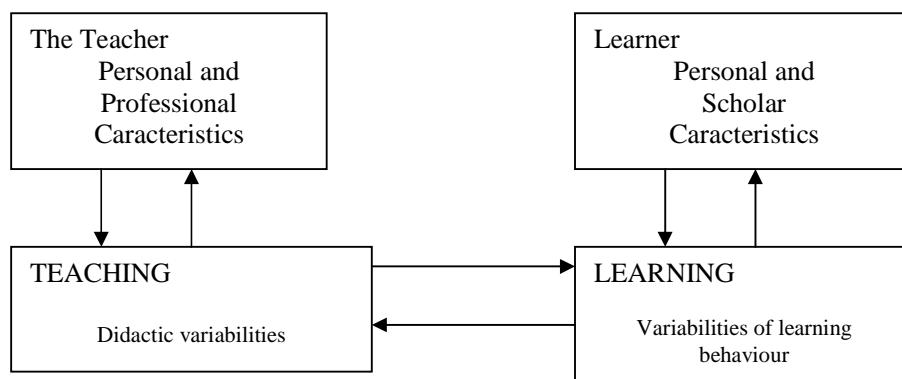 The Teacher
Personal and
Professional
Caracteristics
Learner
Personal and
Scholar
Caracteristics
TEACHING
Didactic variabilities
LEARNING
Variabilities of learning
behaviour